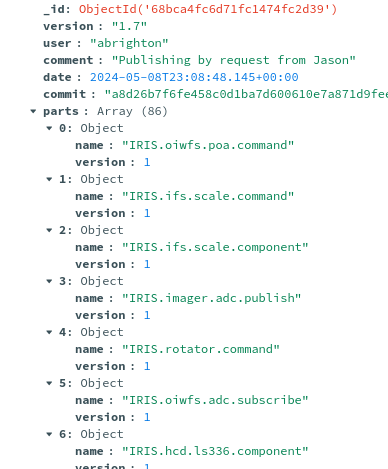 _id: ObjectId('68bca4fc6d71fc1474fc2d39')
version : "1.7"
user : "abrighton"
comment : "Publishing by request from Jason"
date : 2024-05-08T23:08:48.145+00:00
commit : "a8d26b7f6fe458c0d1ba7d600610e7a871d9fee
parts : Array (86)
0: Object
name : "IRIS.oiwfs.poa.command"
version : 1
1: Object
name : "IRIS.ifs.scale.command"
version : 1
2: Object
name : "IRIS.ifs.scale.component"
version : 1
3: Object
name : "IRIS.imager.adc.publish"
version : 1
4: Object
name : "IRIS.rotator.command"
version : 1
5: Object
name : "IRIS.oiwfs.adc.subscribe"
version : 1
6: Object
name : "IRIS.hcd.ls336.component"
version : 1